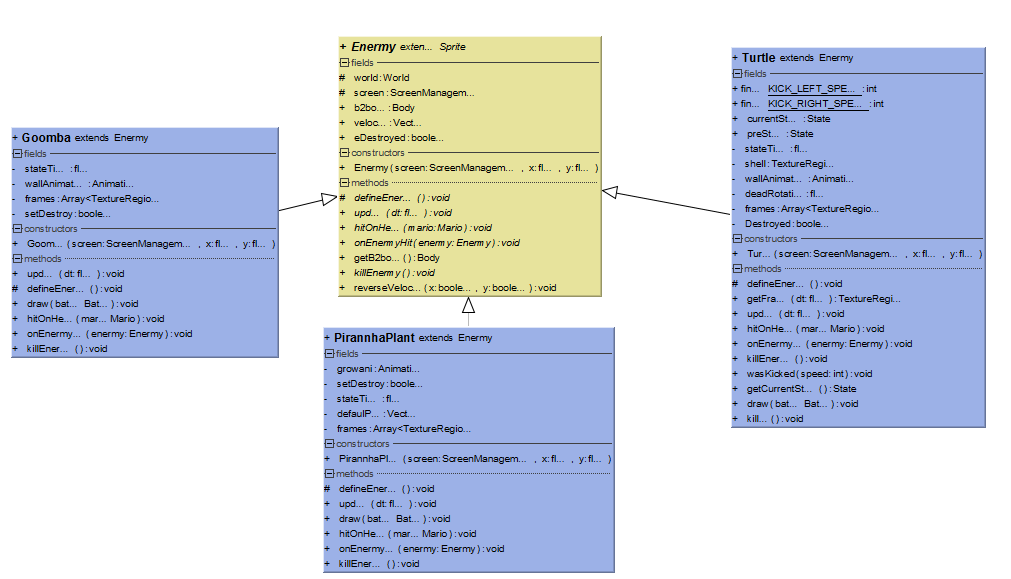 + Enermy exten... Sprite
fields
# world: World
# screen: ScreenManagem...
+ b2bo... : Body
+ veloc... : Vect...
+ eDestroyed: boole...
constructors
+ Enermy(screen: ScreenManagem... , x: fl... , y: fl... )
methods
# defineEner... (): void
+ upd... (dt: fl... ): void
+ hitOnHe... (mario: Mario): void
+ onEnermyHit(enermy: Enermy): void
+ getB2bo... (): Body
+ killEnermy(): void
+ reverseVeloc... (x: boole... , y: boole... ): void
+ Goomba extends Enermy
fields
- stateTi... : fl...
- wallAnimat... : Animati...
- frames: Array<TextureRegio...
- setDestroy: boole...
constructors
+ Goom... (screen: ScreenManagem... , x: fl... , y: fl... )
methods
+ upd... (dt: fl... ): void
# defineEner... (): void
+ draw(bat... Bat... ): void
+ hitOnHe... (mar... Mario): void
+ onEnermy... (enermy: Enermy): void
+ killEner... (): void
+ Turtle extends Enermy
fields
+ fin... KICK_LEFT_SPE... : int
+ fin... KICK_RIGHT_SPE... : int
+ currentSt... : State
+ preSt... : State
- stateTi... : fl...
- shell: TextureRegi...
- wallAnimat... : Animati...
- deadRotati... : fl...
- frames: Array<TextureRegio...
- Destroyed: boole...
constructors
+ Tur... (screen: ScreenManagem... , x: fl... , y: fl... )
methods
# defineEner... (): void
+ getFra... (dt: fl... ): TextureRegi...
+ upd... (dt: fl... ): void
+ hitOnHe... (mar... Mario): void
+ onEnermy... (enermy: Enermy): void
+ killEner... (): void
+ wasKicked(speed: int): void
+ getCurrentSt... (): State
+ draw(bat... Bat... ): void
+ kill... (): void
+ PirannhaPlant extends Enermy
fields
- growani: Animati...
- setDestroy: boole...
- stateTi... : fl...
- defaulP... : Vect...
- frames: Array<TextureRegio...
constructors
+ PirannhaPl... (screen: ScreenManagem... , x: fl... , y: fl... )
methods
# defineEner... (): void
+ upd... (dt: fl... ): void
+ draw(bat... Bat... ): void
+ hitOnHe... (mar... Mario): void
+ onEnermy... (enermy: Enermy): void
+ killEner... (): void